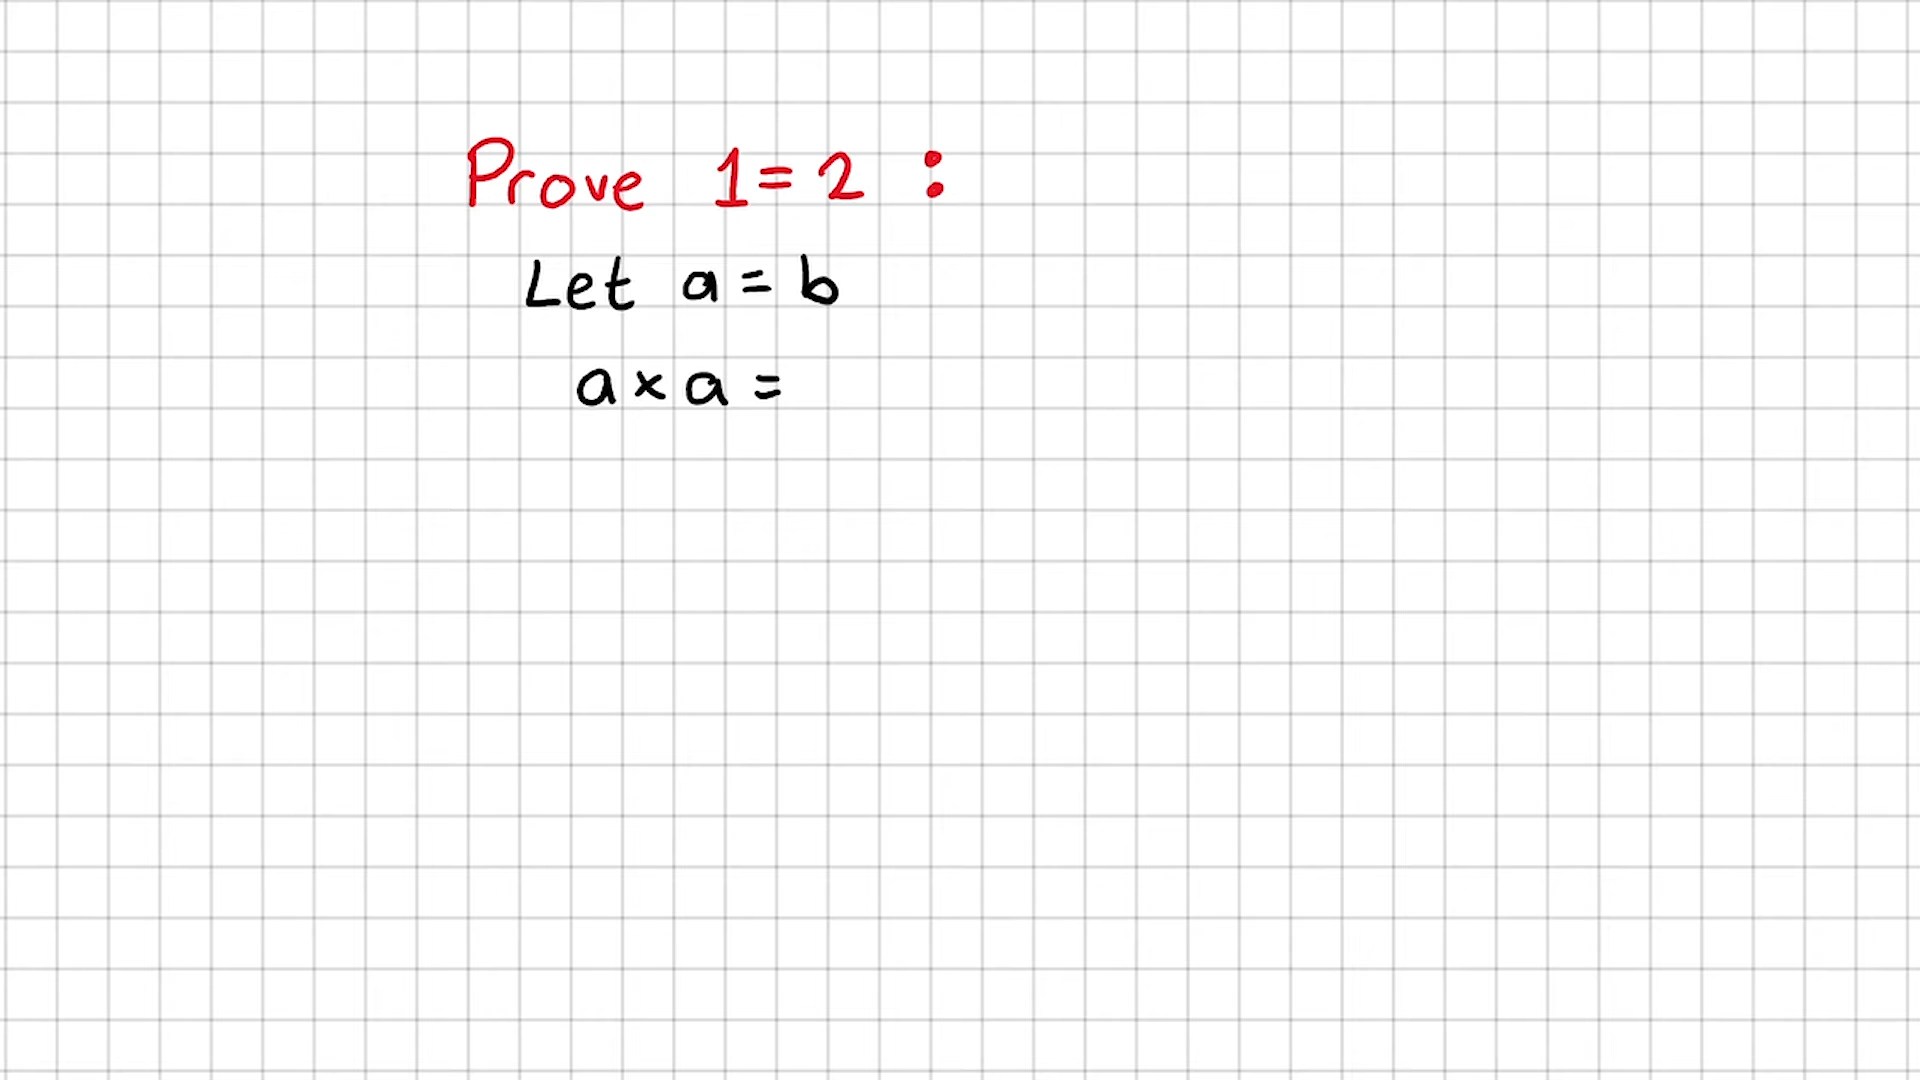 Prove 1=2 :
Let a = b
a × a =